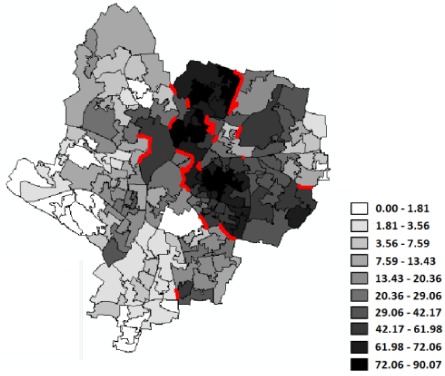 0.00 - 1.81
1.81 - 3.56
3.56 - 7.59
7.59 - 13.43
13.43 - 20.36
20.36 - 29.06
29.06 - 42.17
42.17 - 61.98
61.98 - 72.06
72.06 - 90.07